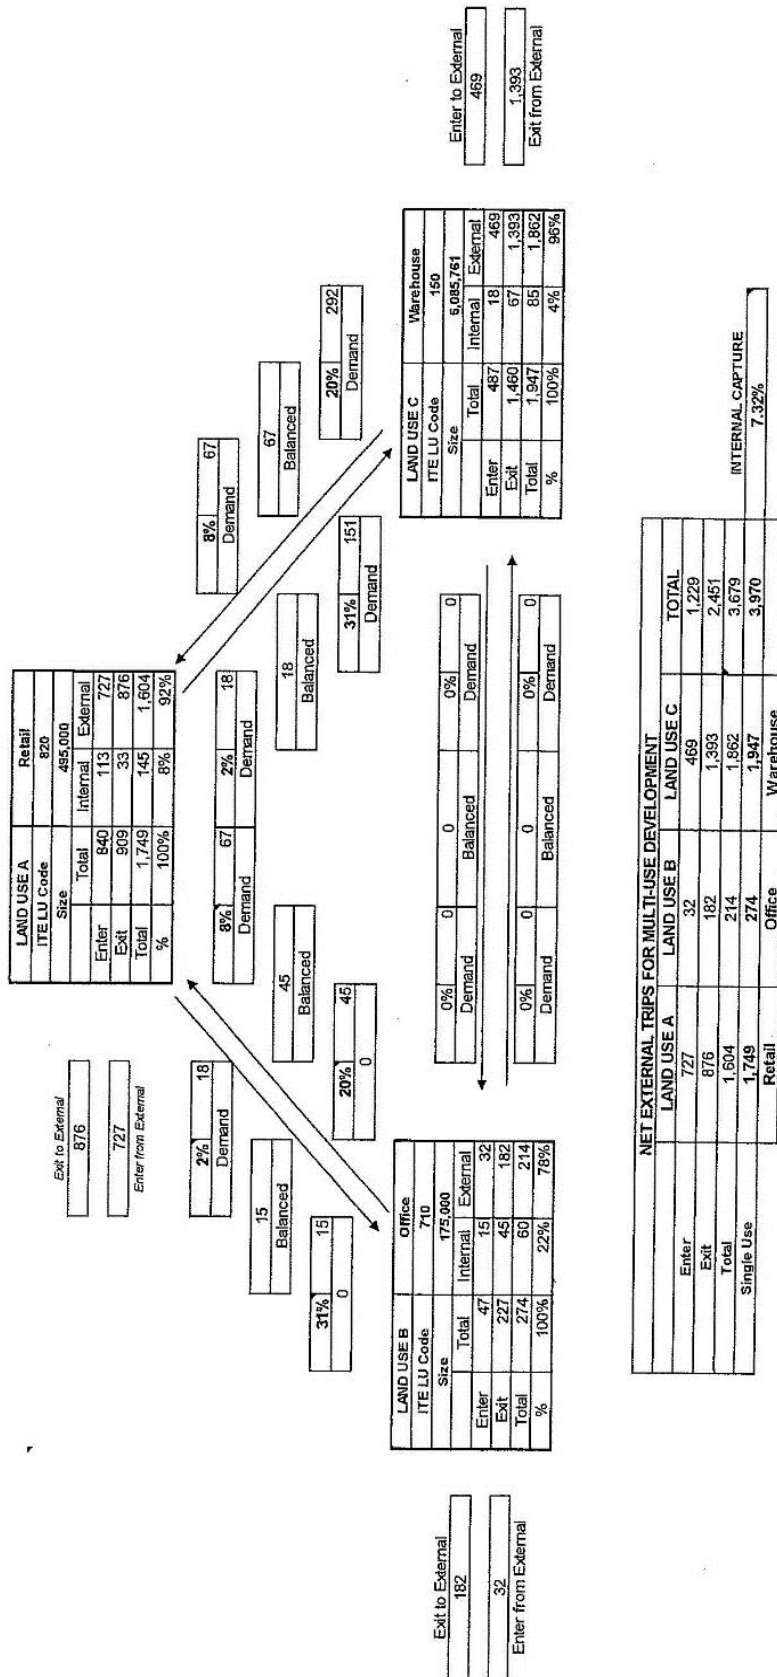 LAND USE A Retail
ITE LU Code 820
Size 495,000
Total Internal External
Enter 840 113 727
Exit 909 33 876
Total 1,749 145 1,604
% 100% 8% 92%
Exit to External
876
727
Enter from External
2% 18
Demand
15
Balanced
31% 15
0
8% 67
Demand
2% 18
Demand
45
Balanced
20% 45
0
8% 67
Demand
67
Balanced
20% 292
Demand
18
Balanced
31% 151
Demand
Exit to External
182
32
Enter from External
LAND USE B Office
ITE LU Code 710
Size 175,000
Total Internal External
Enter 47 15 32
Exit 227 45 182
Total 274 60 214
% 100% 22% 78%
0% 0
Demand
0
Balanced
0% 0
Demand
0% 0
Demand
0
Balanced
0% 0
Demand
LAND USE C Warehouse
ITE LU Code 150
Size 6,085,761
Total Internal External
Enter 487 18 469
Exit 1,460 67 1,393
Total 1,947 85 1,862
% 100% 4% 96%
Enter to External
469
1,393
Exit from External
NET EXTERNAL TRIPS FOR MULTI-USE DEVELOPMENT
LAND USE A LAND USE B LAND USE C TOTAL
Enter 727 32 469 1,229
Exit 876 182 1,393 2,451
Total 1,604 214 1,862 3,679
Single Use 1,749 274 1,947 3,970
Retail Office Warehouse
INTERNAL CAPTURE
7.32%